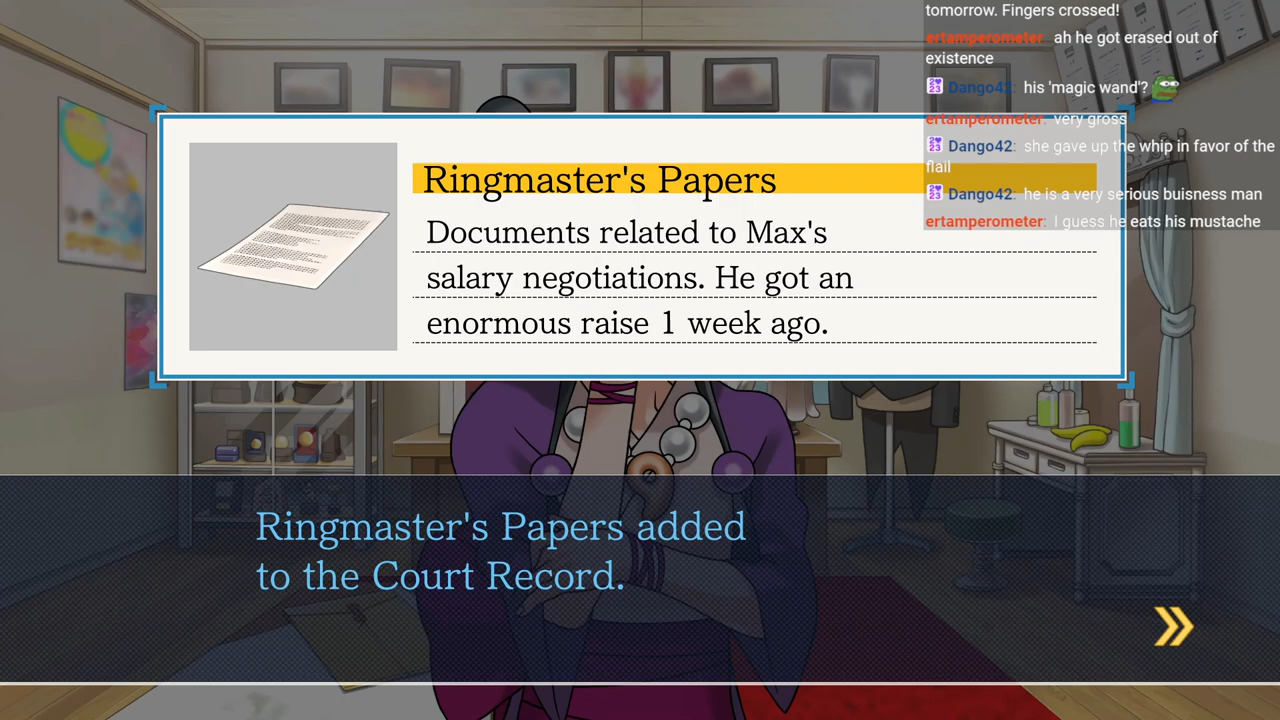 tomorrow. Fingers crossed!
ertamperometer: ah he got erased out of
existence
Dango42: his 'magic wand'?
ertamperometer: very gross
Dango42: she gave up the whip in favor of the
flail
Dango42: he is a very serious buisness man
ertamperometer: I guess he eats his mustache
Ringmaster's Papers
Documents related to Max's
salary negotiations. He got an
enormous raise 1 week ago.
Ringmaster's Papers added
to the Court Record.